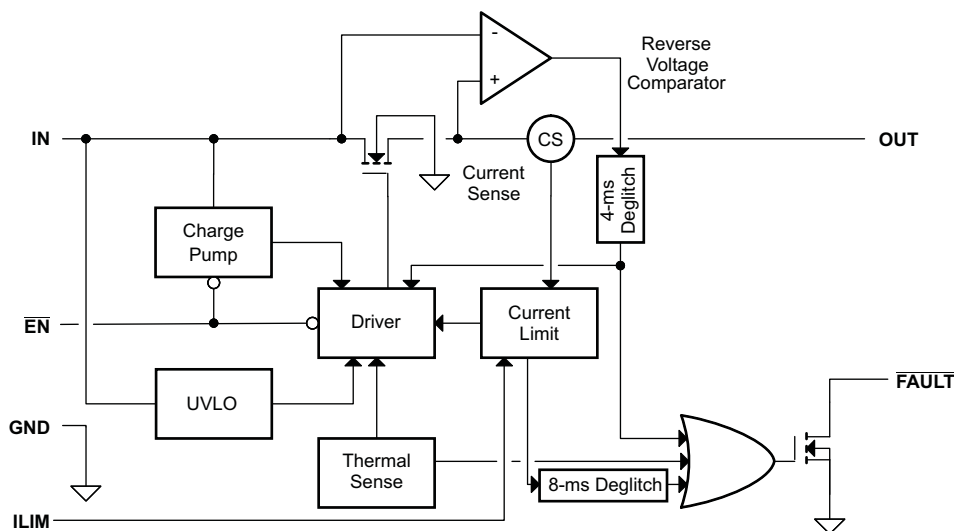 -
+
Reverse
Voltage
Comparator
IN
CS
OUT
Current
Sense
4-ms
Deglitch
Charge
Pump
EN
Driver
Current
Limit
UVLO
FAULT
GND
Thermal
Sense
8-ms Deglitch
ILIM